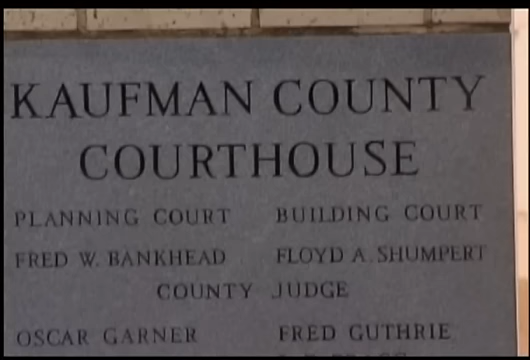 KAUFMAN COUNTY
COURTHOUSE
PLANNING COURT BUILDING COURT
FRED W. BANKHEAD FLOYD A. SHUMPERT
COUNTY JUDGE
OSCAR GARNER FRED GUTHRIE